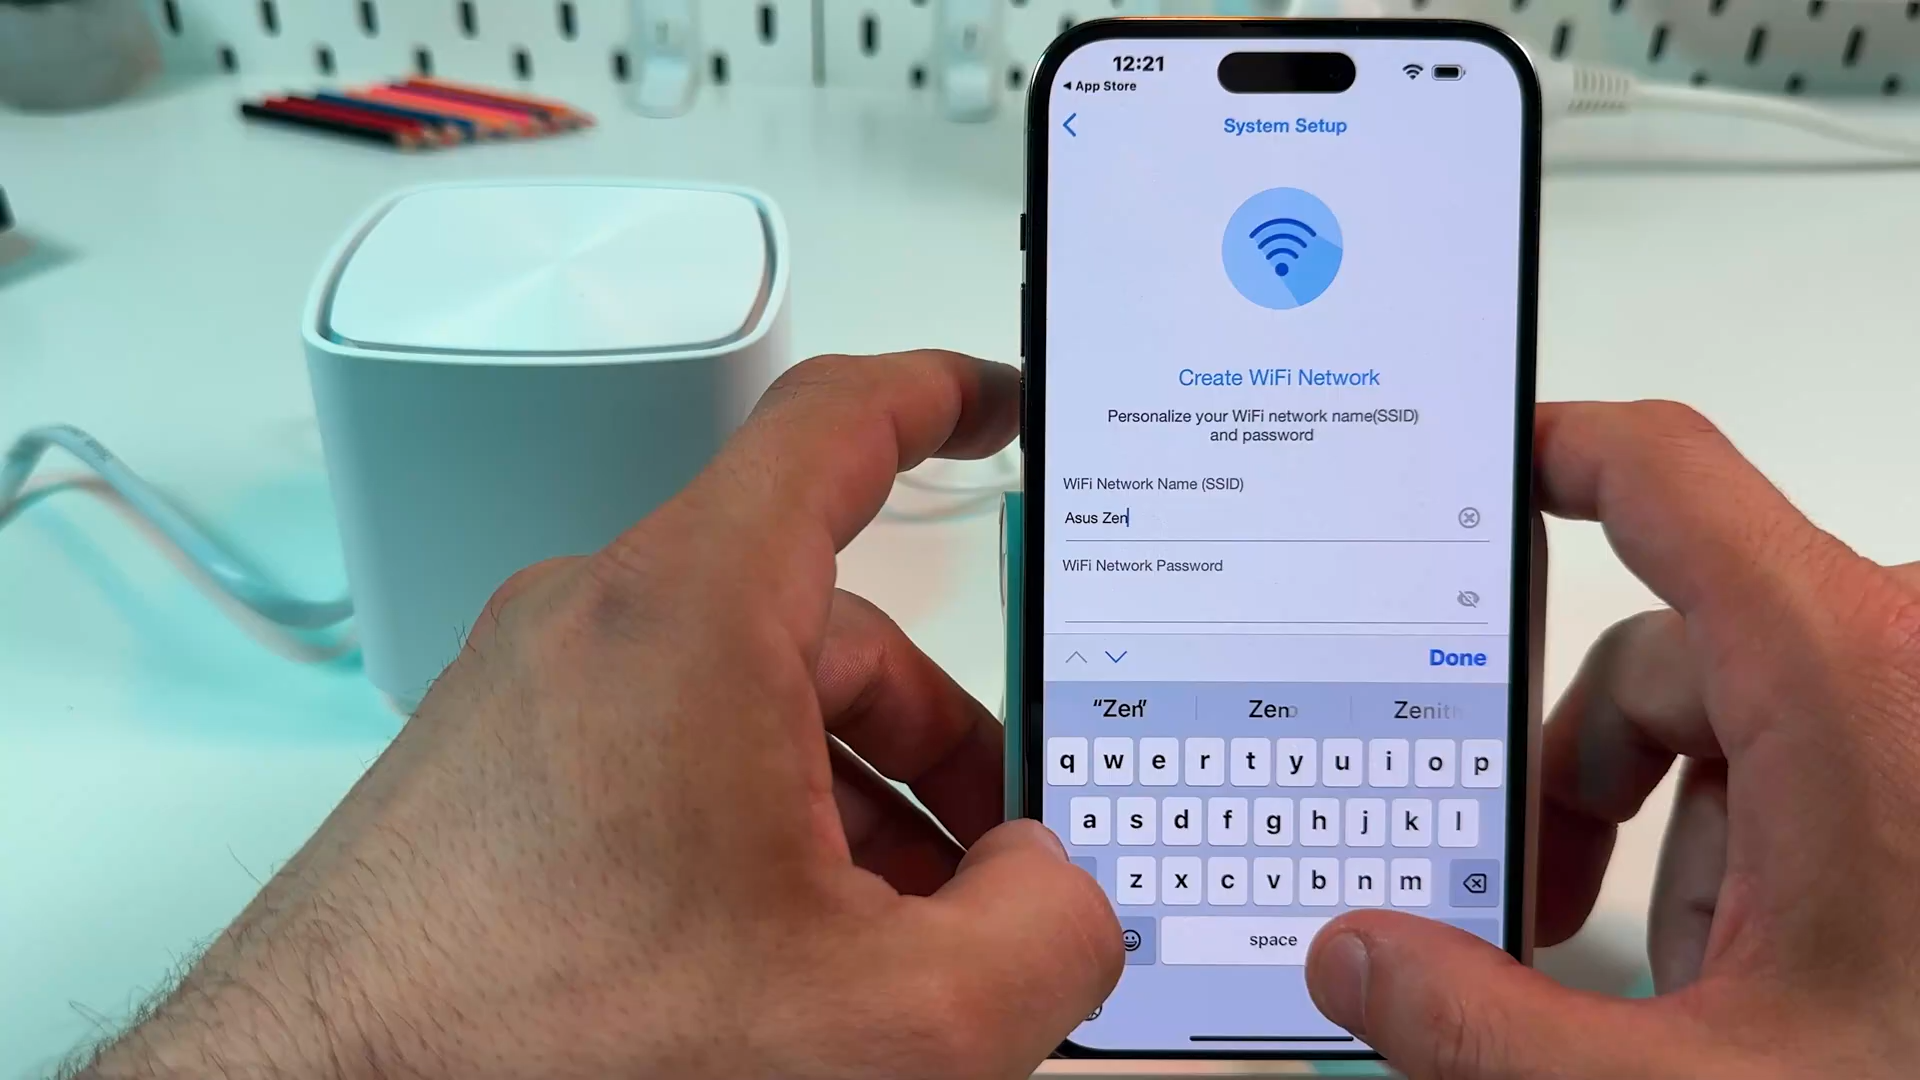 12:21
App Store
System Setup
Create WiFi Network
Personalize your WiFi network name(SSID)
and password
WiFi Network Name (SSID)
Asus Zen
WiFi Network Password
Done
“Zen” Zen Zenith
q w e r t y u i o p
a s d f g h j k l
z x c v b n m
space